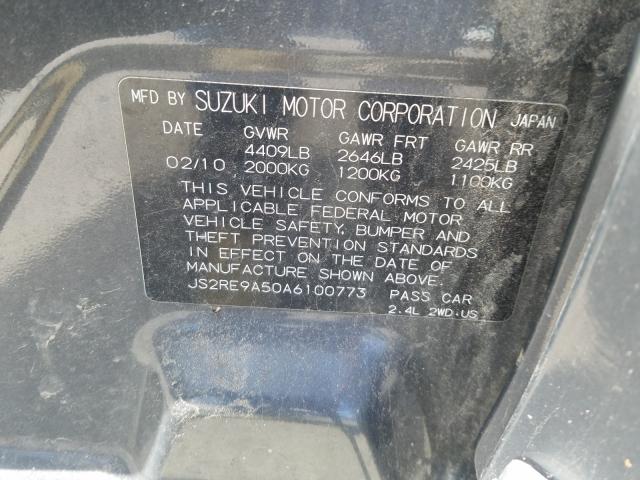 MFD BY SUZUKI MOTOR CORPORATION JAPAN
DATE GVWR GAWR FRT GAWR RR
4409LB 2646LB 2425LB
02/10 2000KG 1200KG 1100KG
THIS VEHICLE CONFORMS TO ALL
APPLICABLE FEDERAL MOTOR
VEHICLE SAFETY, BUMPER AND
THEFT PREVENTION STANDARDS
IN EFFECT ON THE DATE OF
MANUFACTURE SHOWN ABOVE.
JS2RE9A50A6100773 PASS CAR
2.4L 2WD.US